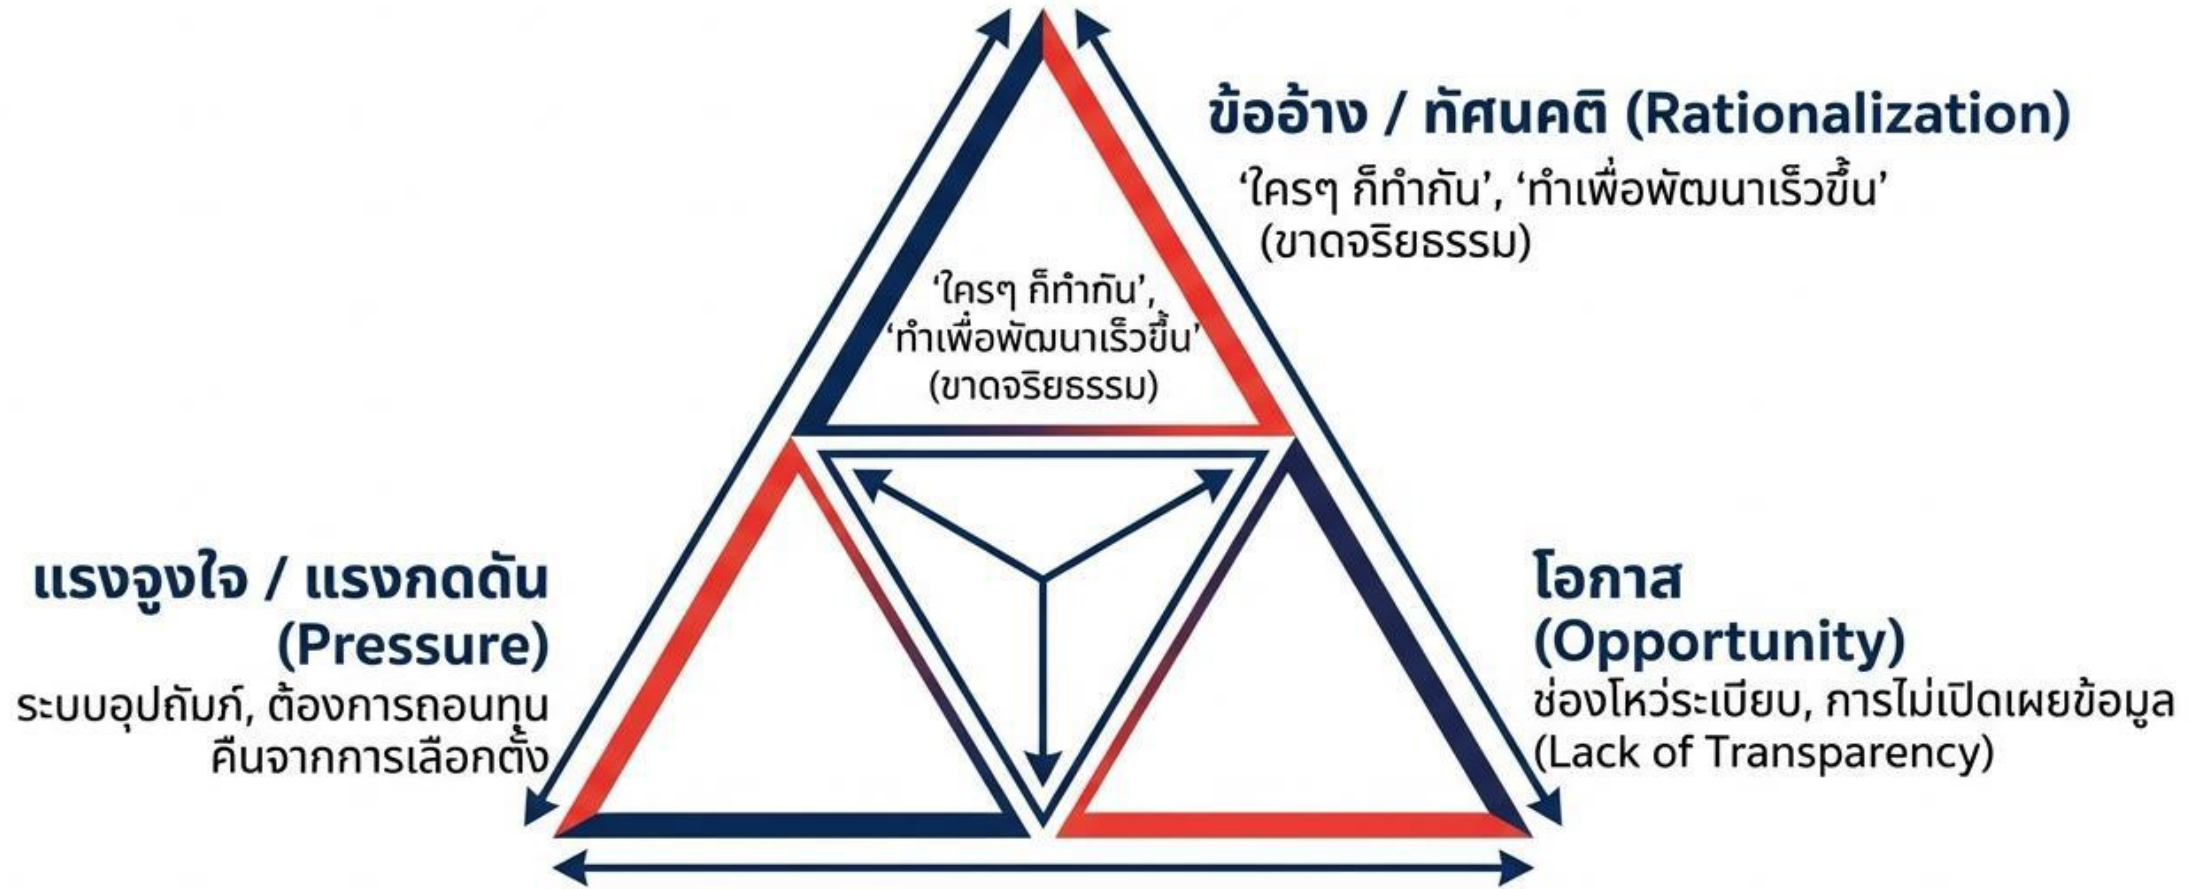 ข้ออ้าง / ทัศนคติ (Rationalization)
‘ใครๆ ก็ทำกัน’, ‘ทำเพื่อพัฒนาเร็วขึ้น’
(ขาดจริยธรรม)
‘ใครๆ ก็ทำกัน’,
‘ทำเพื่อพัฒนาเร็วขึ้น’
(ขาดจริยธรรม)
แรงจูงใจ / แรงกดดัน
(Pressure)
ระบบอุปถัมภ์, ต้องการถอนทุน
คืนจากการเลือกตั้ง
โอกาส
(Opportunity)
ช่องโหว่ระเบียบ, การไม่เปิดเผยข้อมูล
(Lack of Transparency)